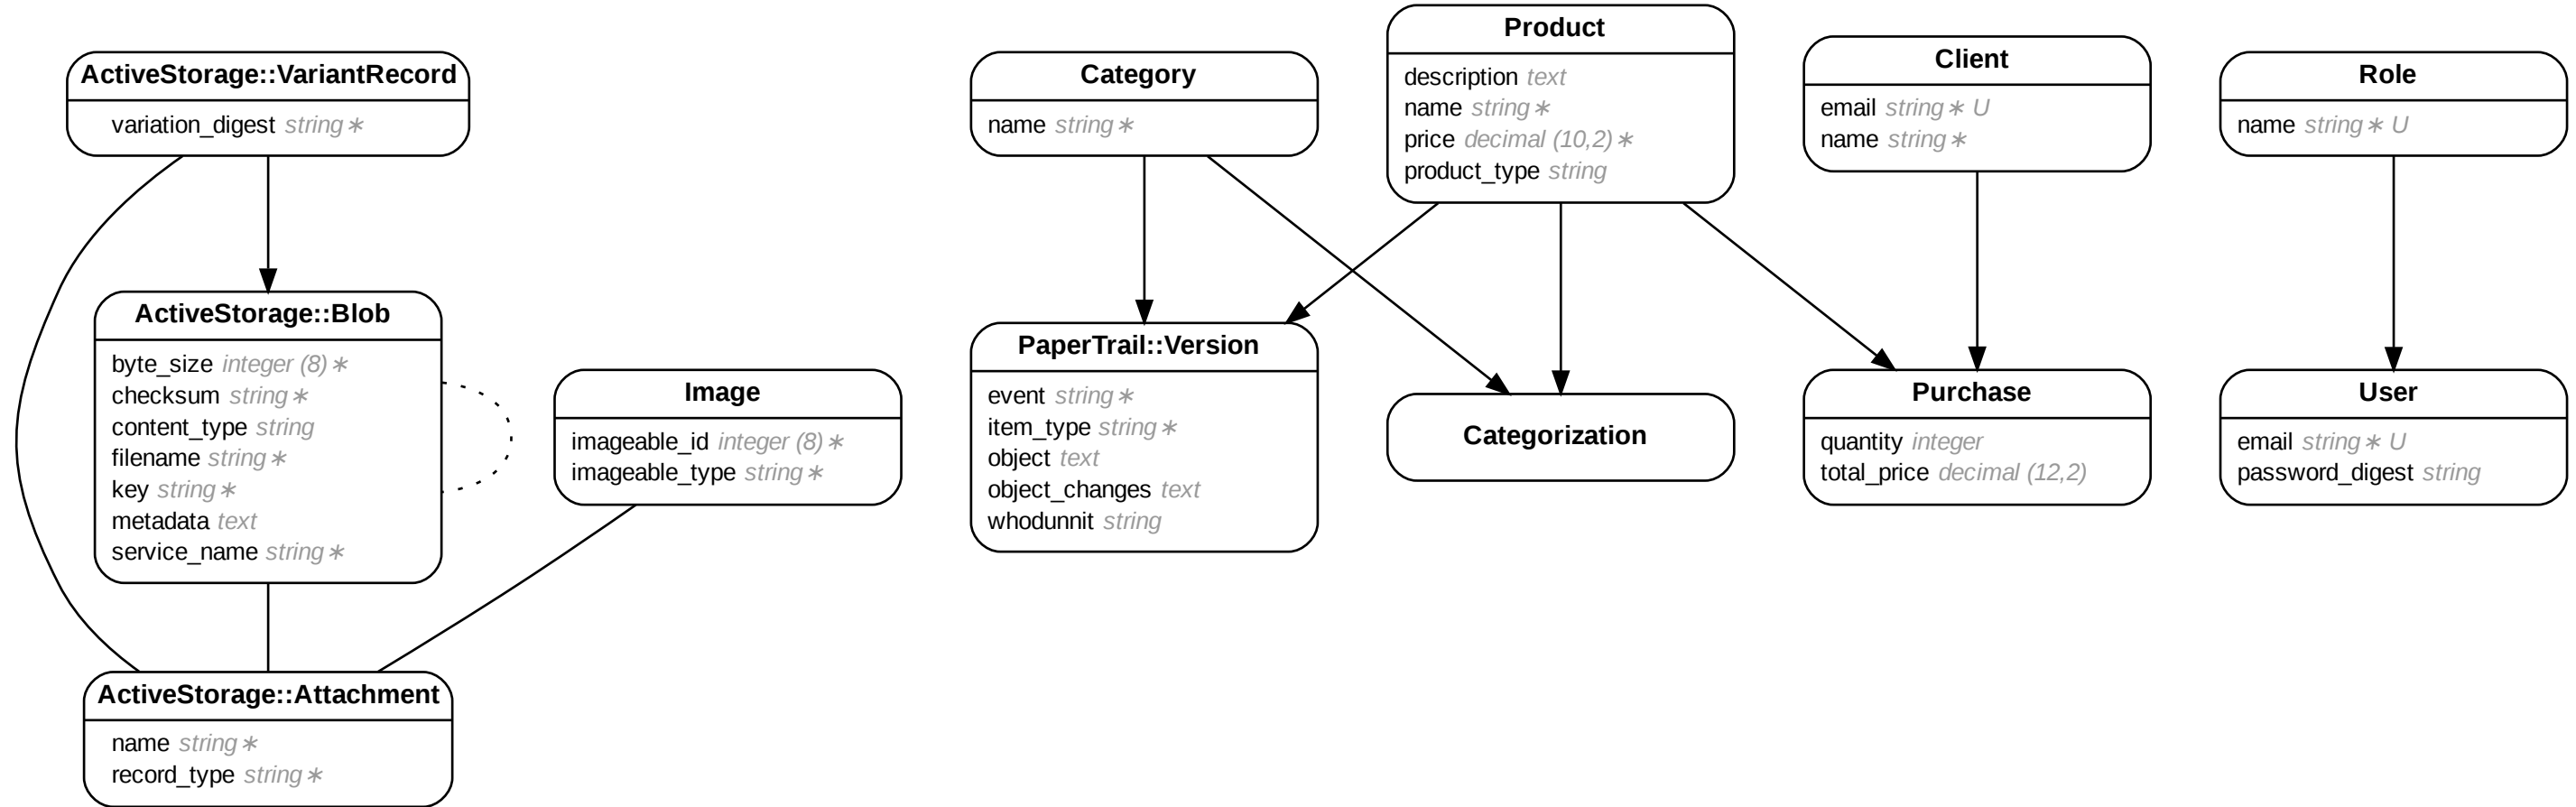 ActiveStorage::VariantRecord
variation_digest string∗
ActiveStorage::Blob
byte_size integer (8)∗
checksum string∗
content_type string
filename string∗
key string∗
metadata text
service_name string∗
ActiveStorage::Attachment
name string∗
record_type string∗
Image
imageable_id integer (8)∗
imageable_type string∗
Category
name string∗
PaperTrail::Version
event string∗
item_type string∗
object text
object_changes text
whodunnit string
Product
description text
name string∗
price decimal (10,2)∗
product_type string
Categorization
Client
email string∗ U
name string∗
Purchase
quantity integer
total_price decimal (12,2)
Role
name string∗ U
User
email string∗ U
password_digest string